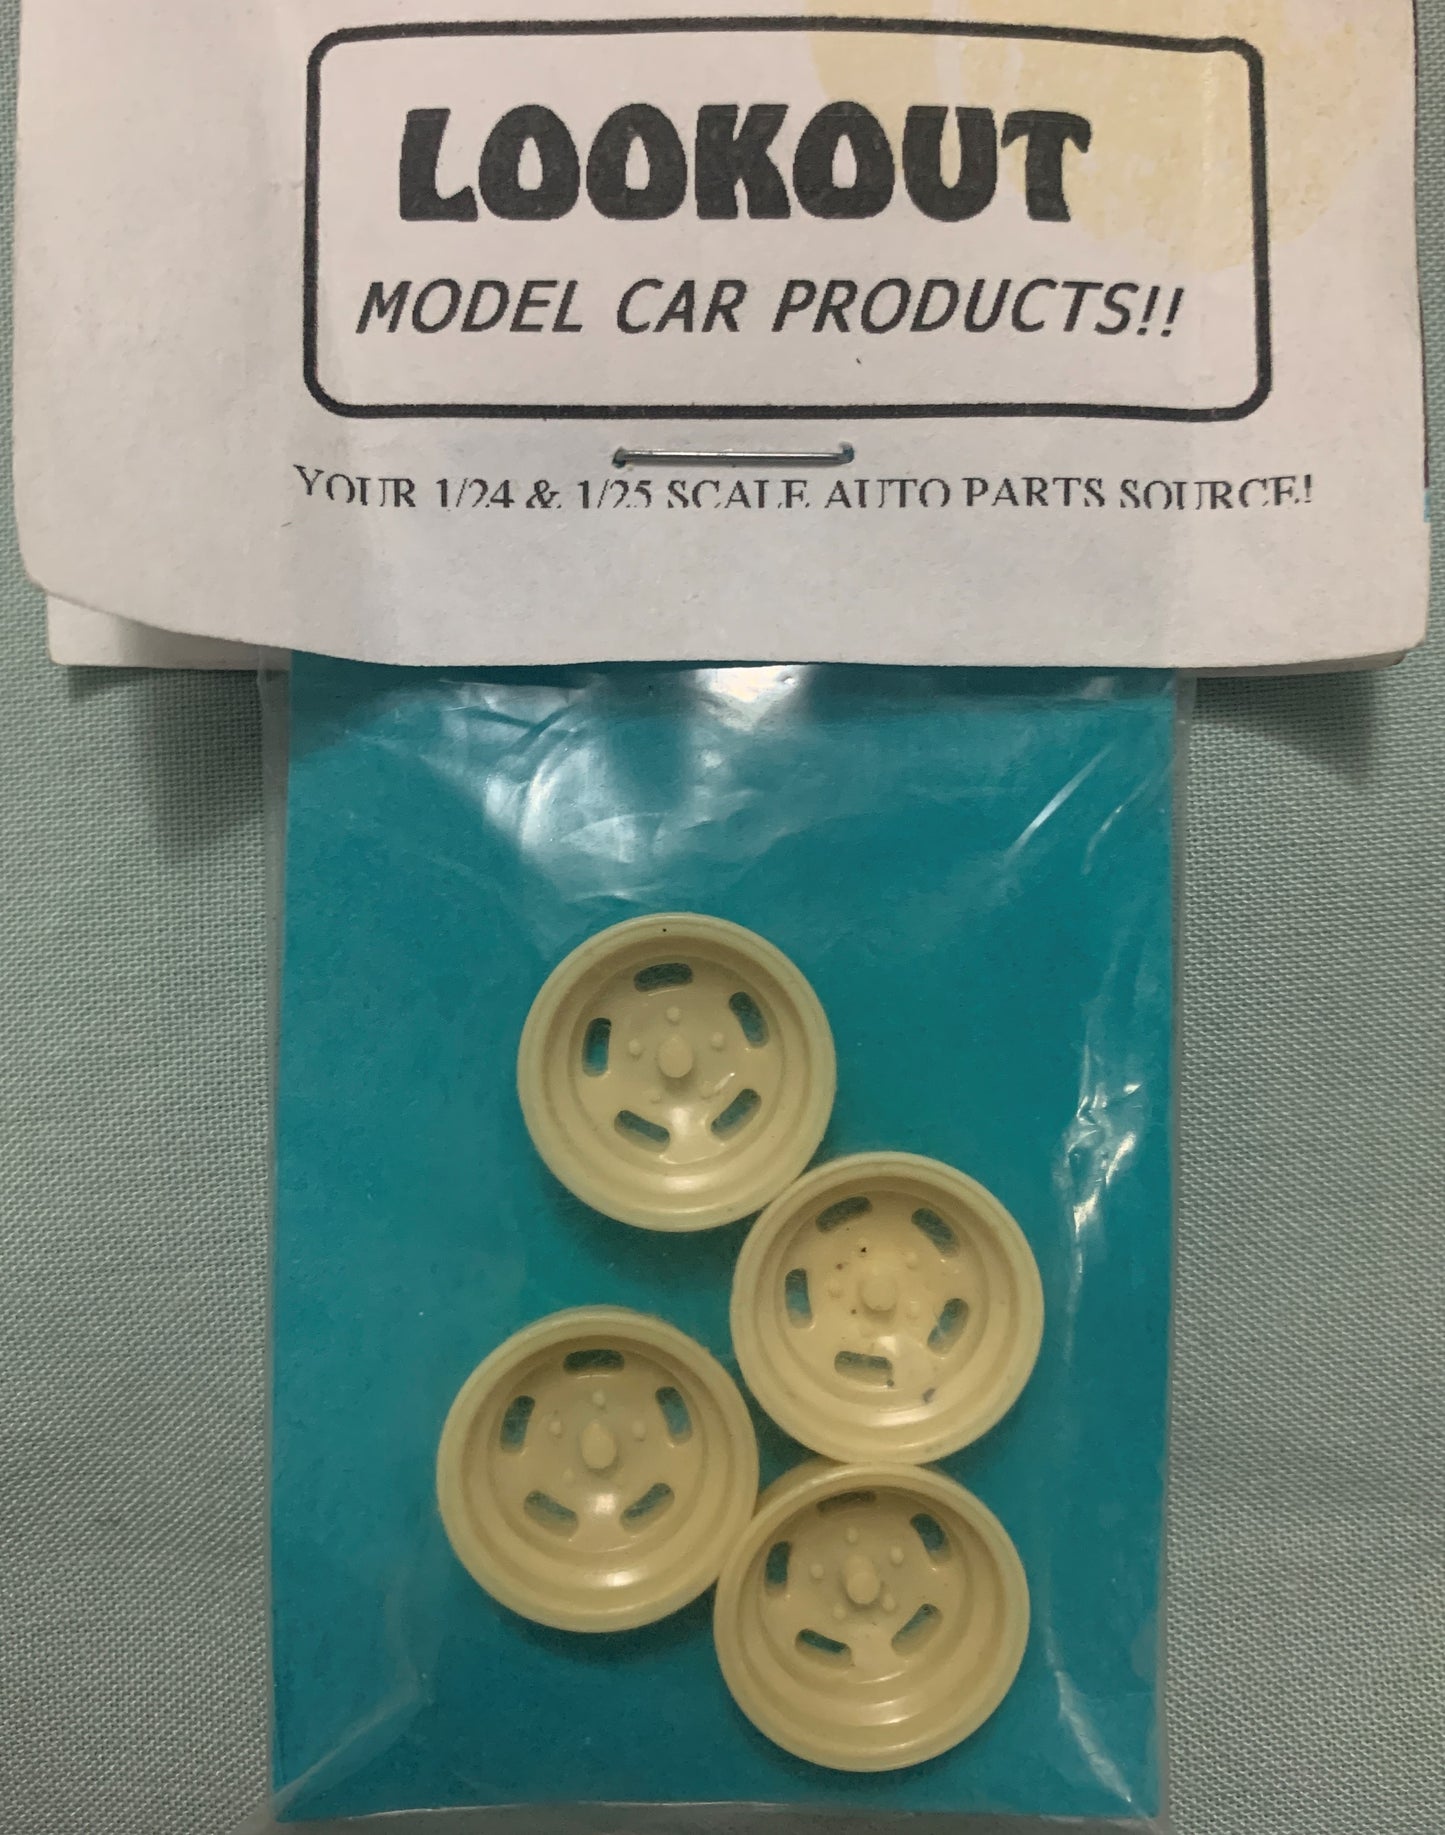 LOOKOUT
MODEL CAR PRODUCTS!!
YOUR 1/24 & 1/25 SCALE AUTO PARTS SOURCE!